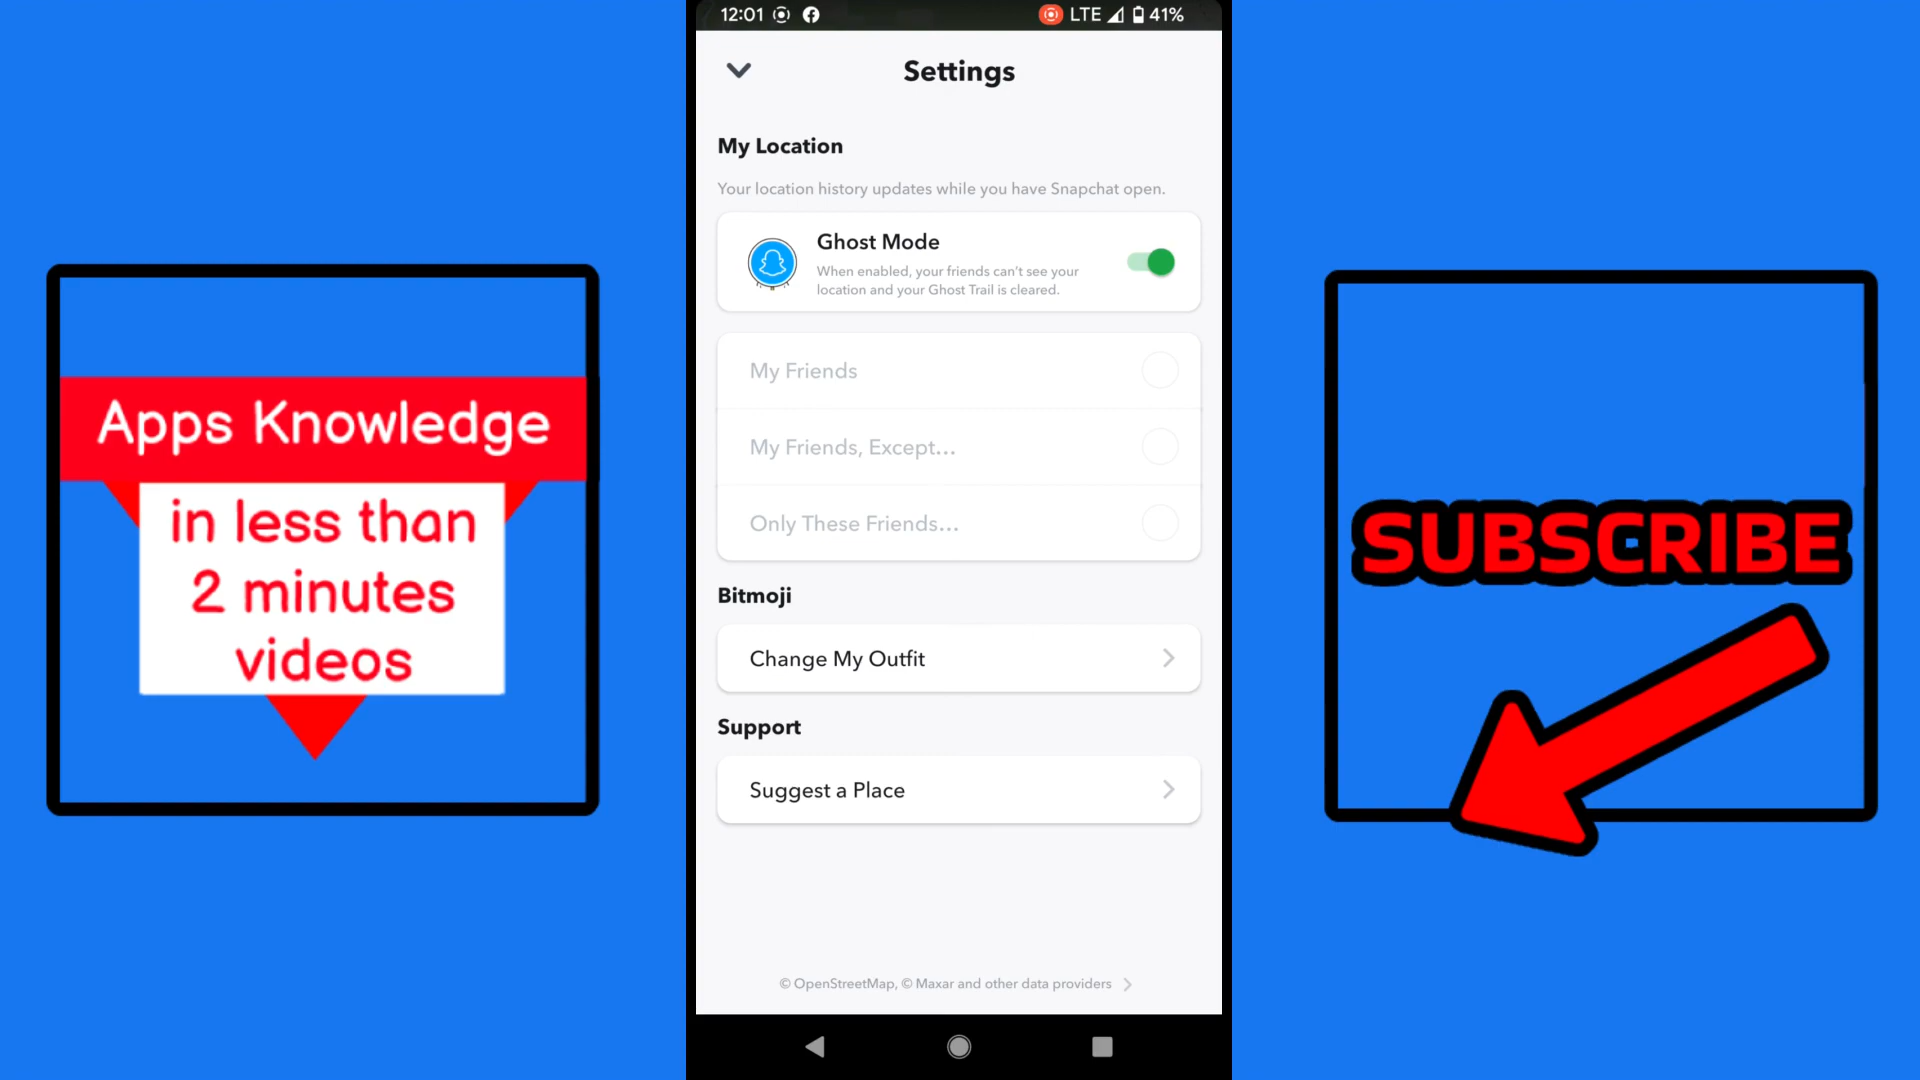 Apps Knowledge
in less than
2 minutes
videos
12:01
LTE
41%
Settings
My Location
Your location history updates while you have Snapchat open.
Ghost Mode
When enabled, your friends can't see your
location and your Ghost Trail is cleared.
My Friends
My Friends, Except...
Only These Friends...
Bitmoji
Change My Outfit
Support
Suggest a Place
© OpenStreetMap, © Maxar and other data providers
SUBSCRIBE